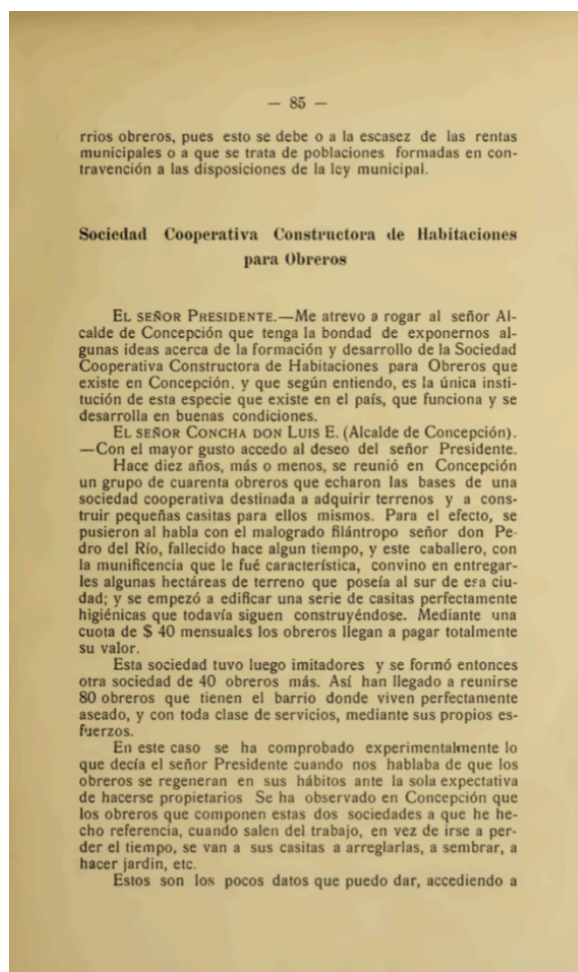 — 85 —
rrios obreros, pues esto se debe o a la escasez de las rentas
municipales o a que se trata de poblaciones formadas en con-
travención a las disposiciones de la ley municipal.
Sociedad Cooperativa Constructora de Habitaciones
para Obreros
EL SEÑOR PRESIDENTE.—Me atrevo a rogar al señor Al-
calde de Concepción que tenga la bondad de exponernos al-
gunas ideas acerca de la formación y desarrollo de la Sociedad
Cooperativa Constructora de Habitaciones para Obreros que
existe en Concepción. y que según entiendo, es la única insti-
tución de esta especie que existe en el país, que funciona y se
desarrolla en buenas condiciones.
EL SEÑOR CONCHA DON LUIS E. (Alcalde de Concepción).
—Con el mayor gusto accedo al deseo del señor Presidente.
Hace diez años, más o menos, se reunió en Concepción
un grupo de cuarenta obreros que echaron las bases de una
sociedad cooperativa destinada a adquirir terrenos y a cons-
truir pequeñas casitas para ellos mismos. Para el efecto, se
pusieron al habla con el malogrado filántropo señor don Pe-
dro del Río, fallecido hace algun tiempo, y este caballero, con
la munificencia que le fué característica, convino en entregar-
les algunas hectáreas de terreno que poseía al sur de esa ciu-
dad; y se empezó a edificar una serie de casitas perfectamente
higiénicas que todavía siguen construyéndose. Mediante una
cuota de $ 40 mensuales los obreros llegan a pagar totalmente
su valor.
Esta sociedad tuvo luego imitadores y se formó entonces
otra sociedad de 40 obreros más. Así han llegado a reunirse
80 obreros que tienen el barrio donde viven perfectamente
aseado, y con toda clase de servicios, mediante sus propios es-
fuerzos.
En este caso se ha comprobado experimentalmente lo
que decía el señor Presidente cuando nos hablaba de que los
obreros se regeneran en sus hábitos ante la sola expectativa
de hacerse propietarios Se ha observado en Concepción que
los obreros que componen estas dos sociedades a que he he-
cho referencia, cuando salen del trabajo, en vez de irse a per-
der el tiempo, se van a sus casitas a arreglarlas, a sembrar, a
hacer jardin, etc.
Estos son los pocos datos que puedo dar, accediendo a